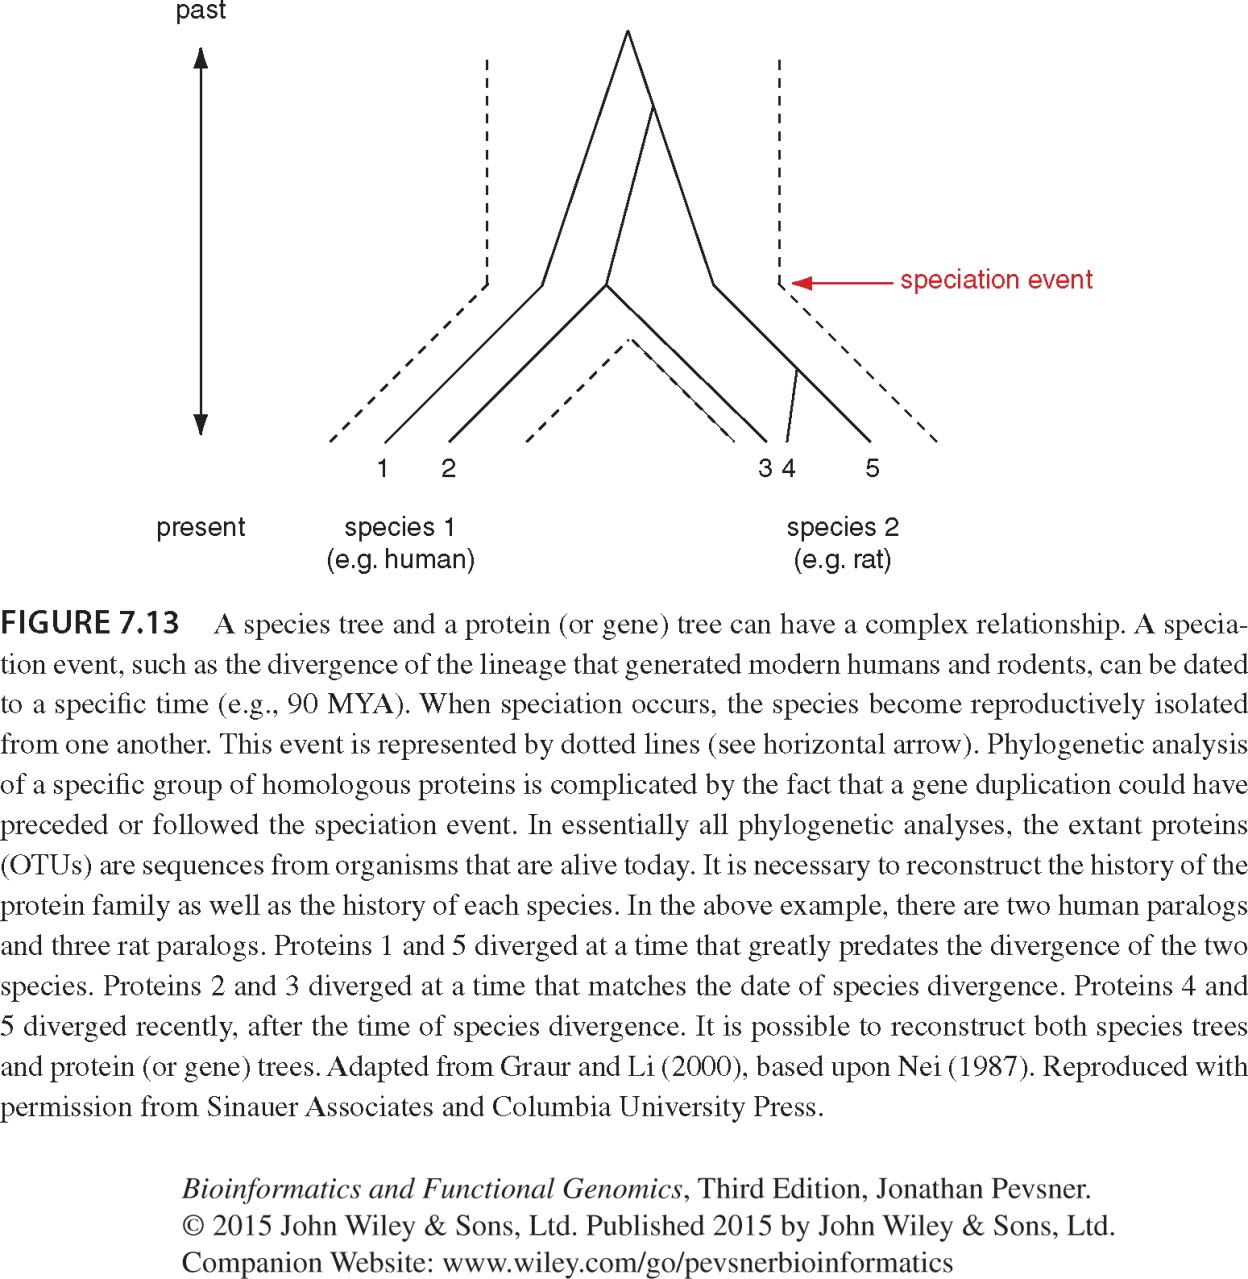 past
speciation event
1 2 3 4 5
present species 1 species 2
(e.g. human) (e.g. rat)
FIGURE 7.13 A species tree and a protein (or gene) tree can have a complex relationship. A specia-
tion event, such as the divergence of the lineage that generated modern humans and rodents, can be dated
to a specific time (e.g., 90 MYA). When speciation occurs, the species become reproductively isolated
from one another. This event is represented by dotted lines (see horizontal arrow). Phylogenetic analysis
of a specific group of homologous proteins is complicated by the fact that a gene duplication could have
preceded or followed the speciation event. In essentially all phylogenetic analyses, the extant proteins
(OTUs) are sequences from organisms that are alive today. It is necessary to reconstruct the history of the
protein family as well as the history of each species. In the above example, there are two human paralogs
and three rat paralogs. Proteins 1 and 5 diverged at a time that greatly predates the divergence of the two
species. Proteins 2 and 3 diverged at a time that matches the date of species divergence. Proteins 4 and
5 diverged recently, after the time of species divergence. It is possible to reconstruct both species trees
and protein (or gene) trees. Adapted from Graur and Li (2000), based upon Nei (1987). Reproduced with
permission from Sinauer Associates and Columbia University Press.
Bioinformatics and Functional Genomics, Third Edition, Jonathan Pevsner.
© 2015 John Wiley & Sons, Ltd. Published 2015 by John Wiley & Sons, Ltd.
Companion Website: www.wiley.com/go/pevsnerbioinformatics